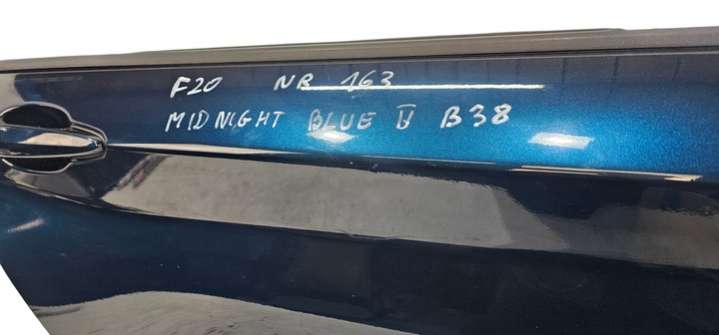 F20 NR 163
MIDNIGHT BLUE II B38